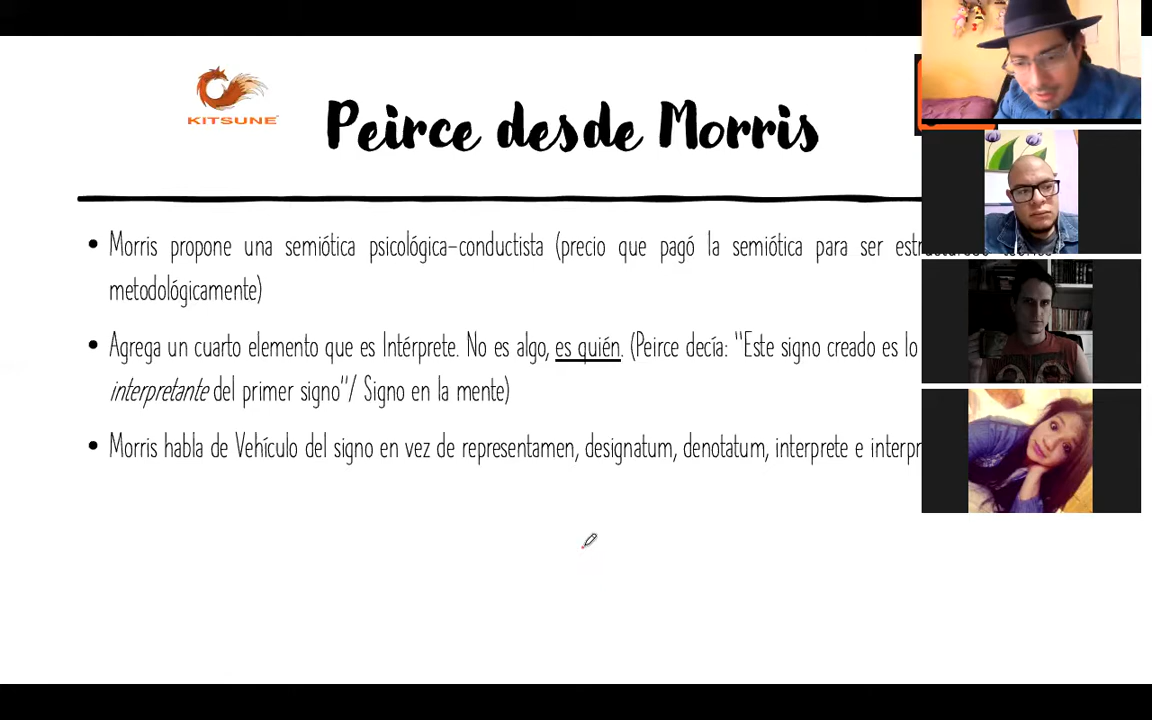 KITSUNE
Peirce desde Morris
• Morris propone una semiótica psicológica-conductista (precio que pagó la semiótica para ser
metodológicamente)
• Agrega un cuarto elemento que es Intérprete. No es algo, es quién. (Peirce decía: "Este signo creado es lo
interpretante del primer signo"/ Signo en la mente)
• Morris habla de Vehículo del signo en vez de representamen, designatum, denotatum, interprete e